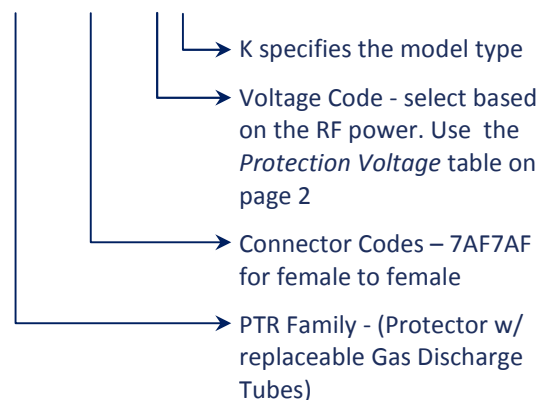 K specifies the model type
Voltage Code - select based
on the RF power. Use the
Protection Voltage table on
page 2
Connector Codes – 7AF7AF
for female to female
PTR Family - (Protector w/
replaceable Gas Discharge
Tubes)